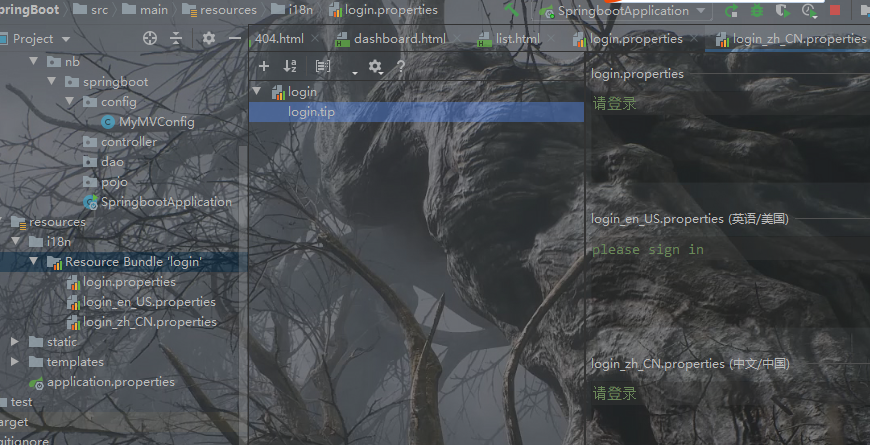 pringBoot src main resources i18n login.properties SpringbootApplication
Project 404.html dashboard.html list.html login.properties login_zh_CN.properties
nb
springboot
config
MyMVConfig
controller
dao
pojo
SpringbootApplication
resources
i18n
Resource Bundle 'login'
login.properties
login_en_US.properties
login_zh_CN.properties
static
templates
application.properties
test
arget
gitignore
login
login.tip
login.properties
请登录
login_en_US.properties (英语/美国)
please sign in
login_zh_CN.properties (中文/中国)
请登录